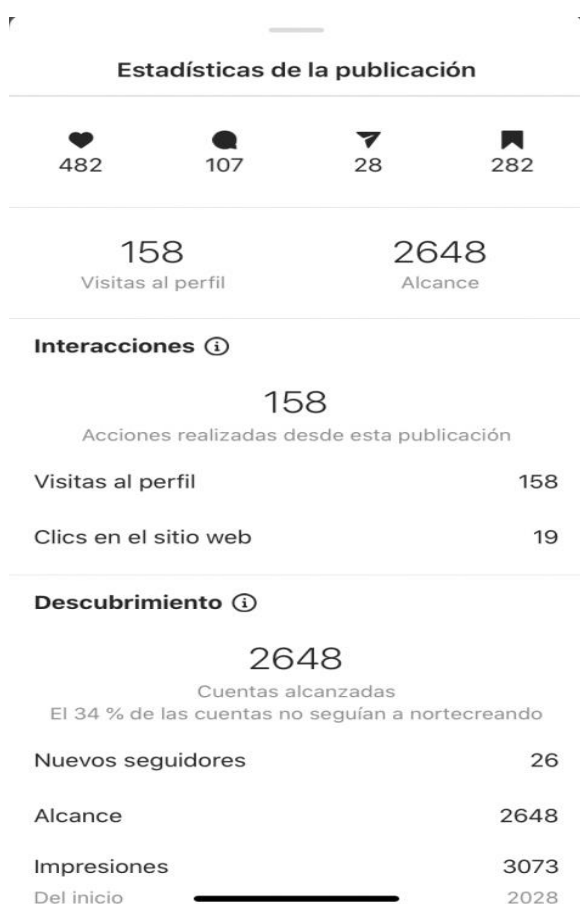 Estadísticas de la publicación
482 107 28 282
158 2648
Visitas al perfil Alcance
Interacciones
158
Acciones realizadas desde esta publicación
Visitas al perfil 158
Clics en el sitio web 19
Descubrimiento
2648
Cuentas alcanzadas
El 34 % de las cuentas no seguían a nortecreando
Nuevos seguidores 26
Alcance 2648
Impresiones 3073
Del inicio 2028